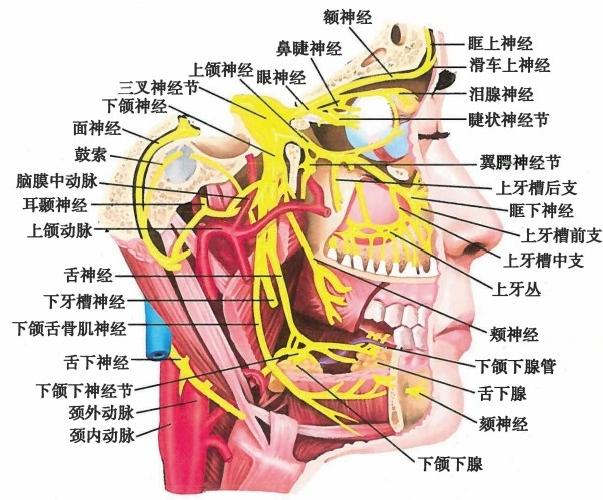 额神经
鼻睫神经
上颌神经
眼神经
三叉神经节
下颌神经
面神经
鼓索
脑膜中动脉
耳颞神经
上颌动脉
舌神经
下牙槽神经
下颌舌骨肌神经
舌下神经
下颌下神经节
颈外动脉
颈内动脉
眶上神经
滑车上神经
泪腺神经
睫状神经节
翼腭神经节
上牙槽后支
眶下神经
上牙槽前支
上牙槽中支
上牙丛
颊神经
下颌下腺管
舌下腺
颏神经
下颌下腺